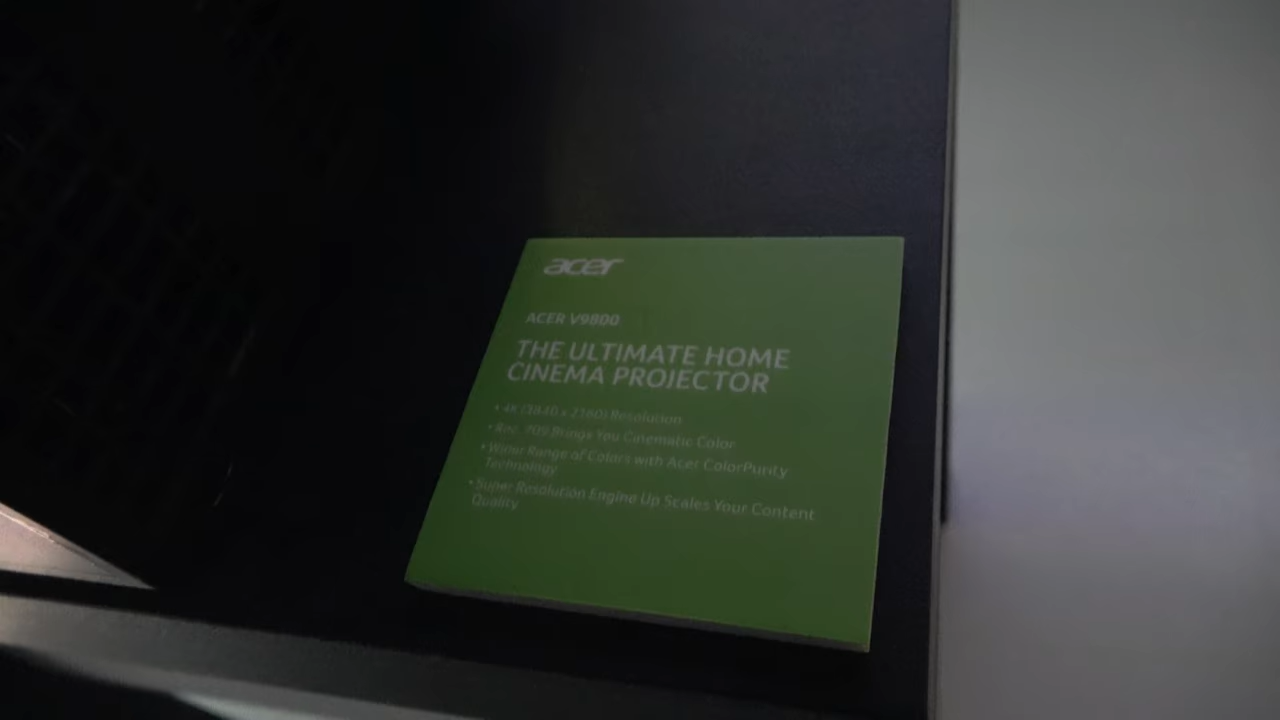 acer
ACER V9800
THE ULTIMATE HOME
CINEMA PROJECTOR
• 4K (3840 x 2160) Resolution
• Rec. 709 Brings You Cinematic Color
• Wider Range of Colors with Acer ColorPurity
Technology
• Super Resolution Engine Up Scales Your Content
Quality